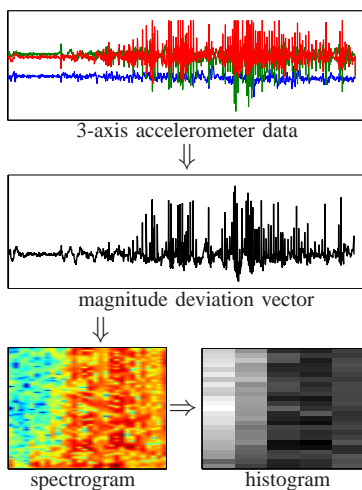 3-axis accelerometer data
⇓
magnitude deviation vector
⇓
⇒
spectrogram
histogram